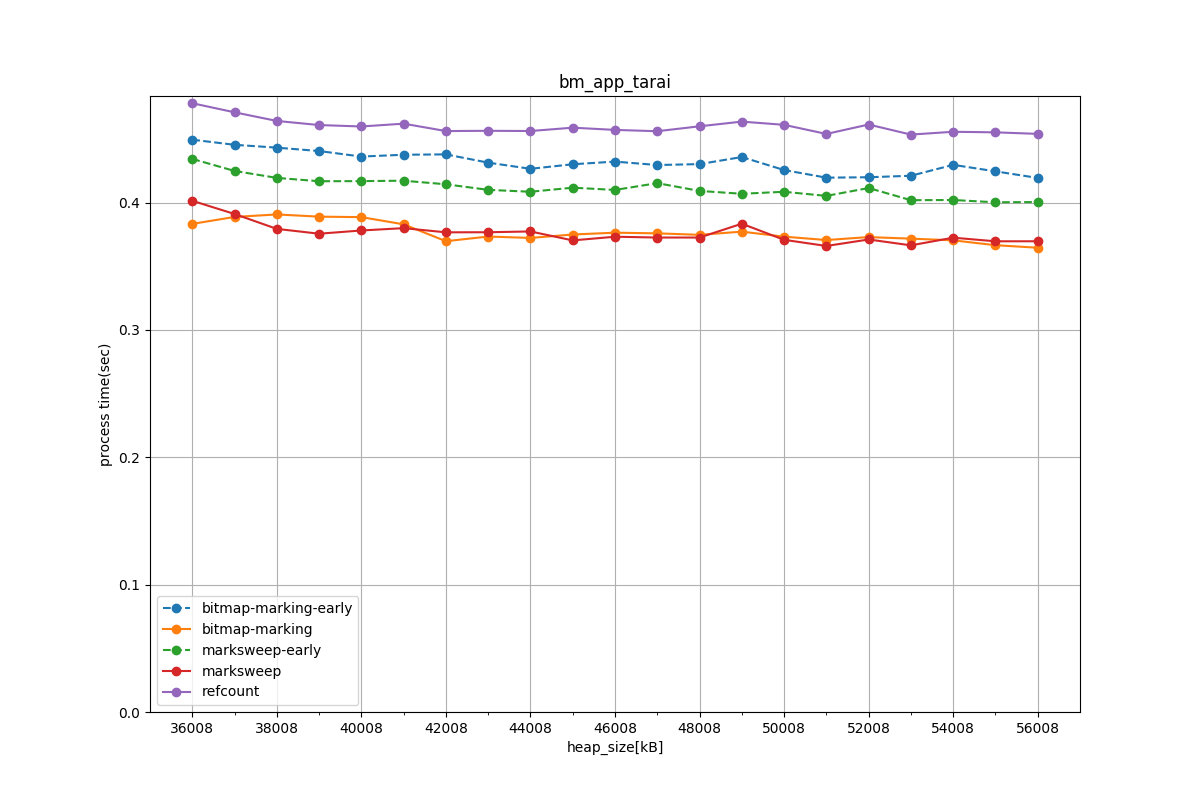 bm_app_tarai
process time(sec)
0.4
0.3
0.2
0.1
0.0
bitmap-marking-early
bitmap-marking
marksweep-early
marksweep
refcount
36008 38008 40008 42008 44008 46008 48008 50008 52008 54008 56008
heap_size[kB]